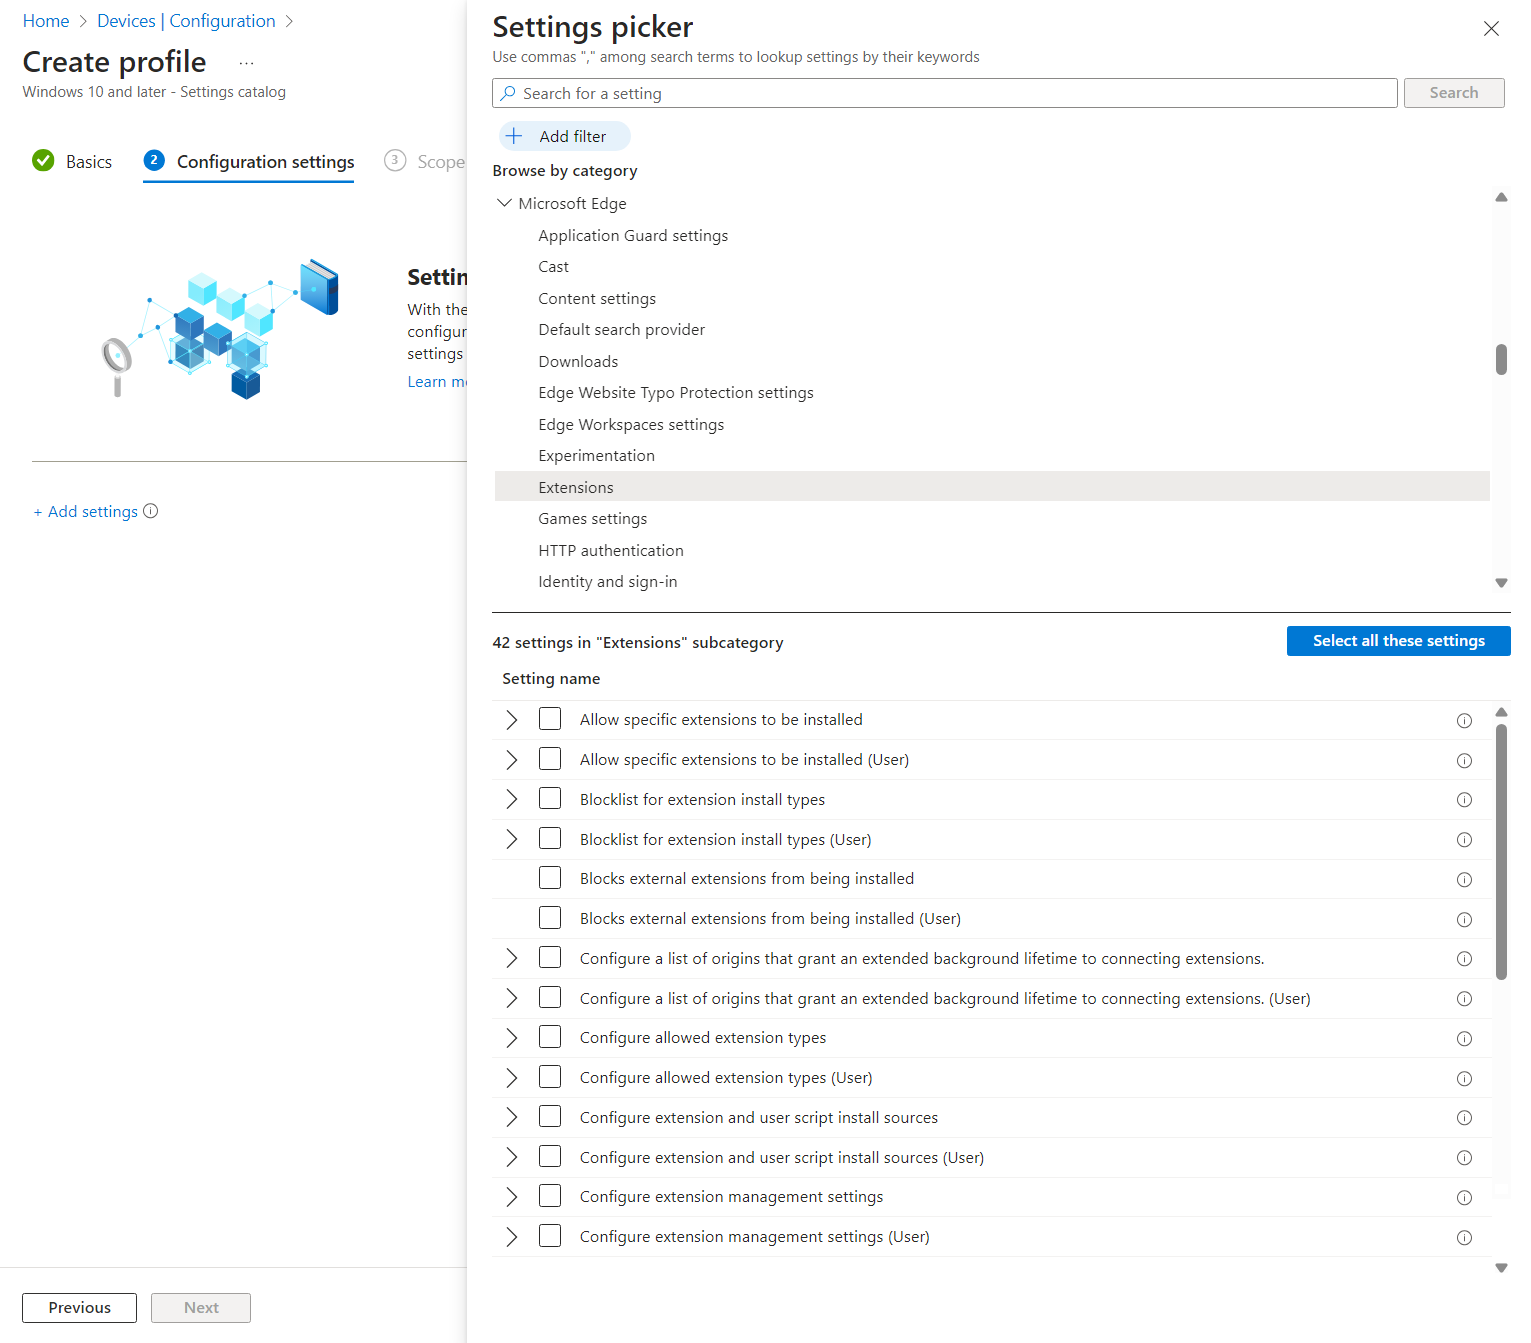 Home > Devices | Configuration >
Create profile ...
Windows 10 and later - Settings catalog
Basics
2 Configuration settings
3 Scope
Settin
With the
configur
settings
Learn mo
+ Add settings
Previous
Next
Settings picker
Use commas "," among search terms to lookup settings by their keywords
Search for a setting
Search
+ Add filter
Browse by category
Microsoft Edge
Application Guard settings
Cast
Content settings
Default search provider
Downloads
Edge Website Typo Protection settings
Edge Workspaces settings
Experimentation
Extensions
Games settings
HTTP authentication
Identity and sign-in
42 settings in "Extensions" subcategory
Select all these settings
Setting name
Allow specific extensions to be installed
Allow specific extensions to be installed (User)
Blocklist for extension install types
Blocklist for extension install types (User)
Blocks external extensions from being installed
Blocks external extensions from being installed (User)
Configure a list of origins that grant an extended background lifetime to connecting extensions.
Configure a list of origins that grant an extended background lifetime to connecting extensions. (User)
Configure allowed extension types
Configure allowed extension types (User)
Configure extension and user script install sources
Configure extension and user script install sources (User)
Configure extension management settings
Configure extension management settings (User)